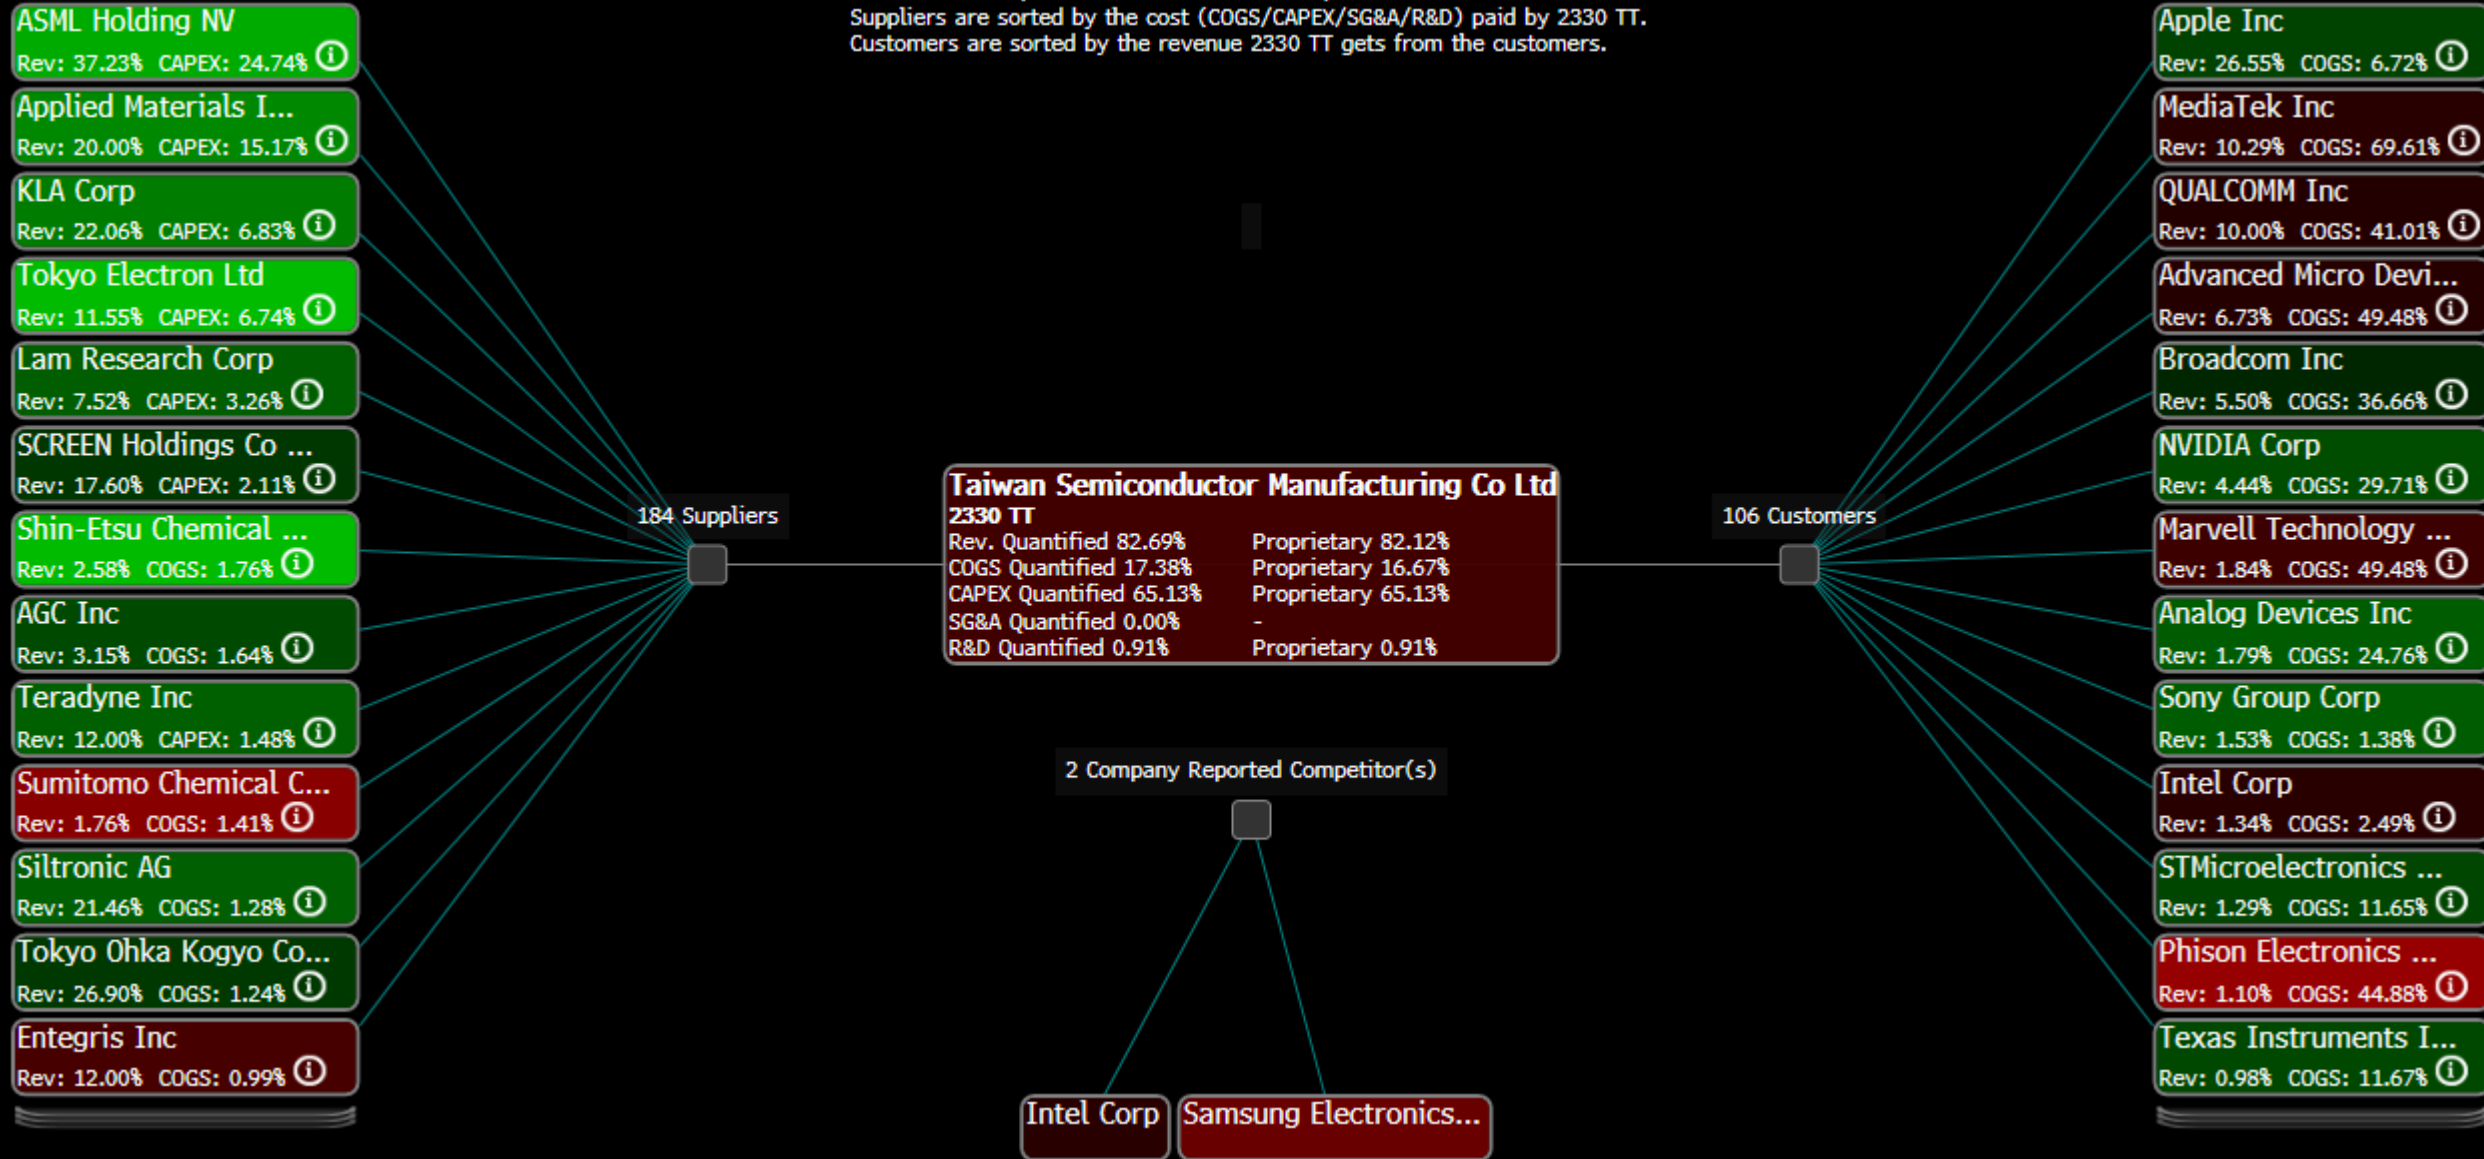 Suppliers are sorted by the cost (COGS/CAPEX/SG&A/R&D) paid by 2330 TT.
Customers are sorted by the revenue 2330 TT gets from the customers.
ASML Holding NV
Rev: 37.23% CAPEX: 24.74%
Applied Materials I...
Rev: 20.00% CAPEX: 15.17%
KLA Corp
Rev: 22.06% CAPEX: 6.83%
Tokyo Electron Ltd
Rev: 11.55% CAPEX: 6.74%
Lam Research Corp
Rev: 7.52% CAPEX: 3.26%
SCREEN Holdings Co ...
Rev: 17.60% CAPEX: 2.11%
Shin-Etsu Chemical ...
Rev: 2.58% COGS: 1.76%
AGC Inc
Rev: 3.15% COGS: 1.64%
Teradyne Inc
Rev: 12.00% CAPEX: 1.48%
Sumitomo Chemical C...
Rev: 1.76% COGS: 1.41%
Siltronic AG
Rev: 21.46% COGS: 1.28%
Tokyo Ohka Kogyo Co...
Rev: 26.90% COGS: 1.24%
Entegris Inc
Rev: 12.00% COGS: 0.99%
184 Suppliers
Taiwan Semiconductor Manufacturing Co Ltd
2330 TT
Rev. Quantified 82.69% Proprietary 82.12%
COGS Quantified 17.38% Proprietary 16.67%
CAPEX Quantified 65.13% Proprietary 65.13%
SG&A Quantified 0.00% -
R&D Quantified 0.91% Proprietary 0.91%
2 Company Reported Competitor(s)
Intel Corp
Samsung Electronics...
106 Customers
Apple Inc
Rev: 26.55% COGS: 6.72%
MediaTek Inc
Rev: 10.29% COGS: 69.61%
QUALCOMM Inc
Rev: 10.00% COGS: 41.01%
Advanced Micro Devi...
Rev: 6.73% COGS: 49.48%
Broadcom Inc
Rev: 5.50% COGS: 36.66%
NVIDIA Corp
Rev: 4.44% COGS: 29.71%
Marvell Technology ...
Rev: 1.84% COGS: 49.48%
Analog Devices Inc
Rev: 1.79% COGS: 24.76%
Sony Group Corp
Rev: 1.53% COGS: 1.38%
Intel Corp
Rev: 1.34% COGS: 2.49%
STMicroelectronics ...
Rev: 1.29% COGS: 11.65%
Phison Electronics ...
Rev: 1.10% COGS: 44.88%
Texas Instruments I...
Rev: 0.98% COGS: 11.67%